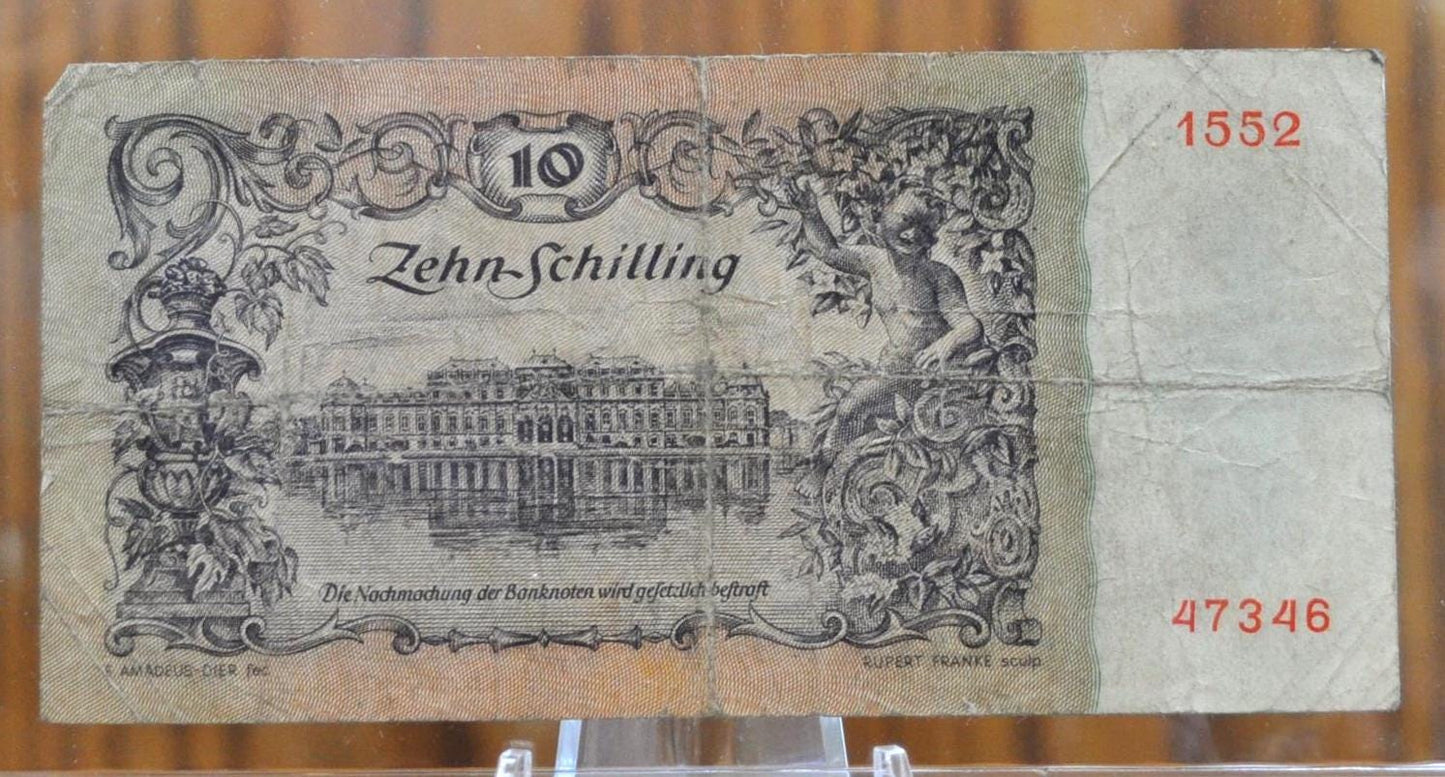 10
1552
Zehn Schilling
Die Nachmachung der Banknoten wird gesetzlich bestraft
47346
AMADEUS-DIER fec.
RUPERT FRANKE sculp.